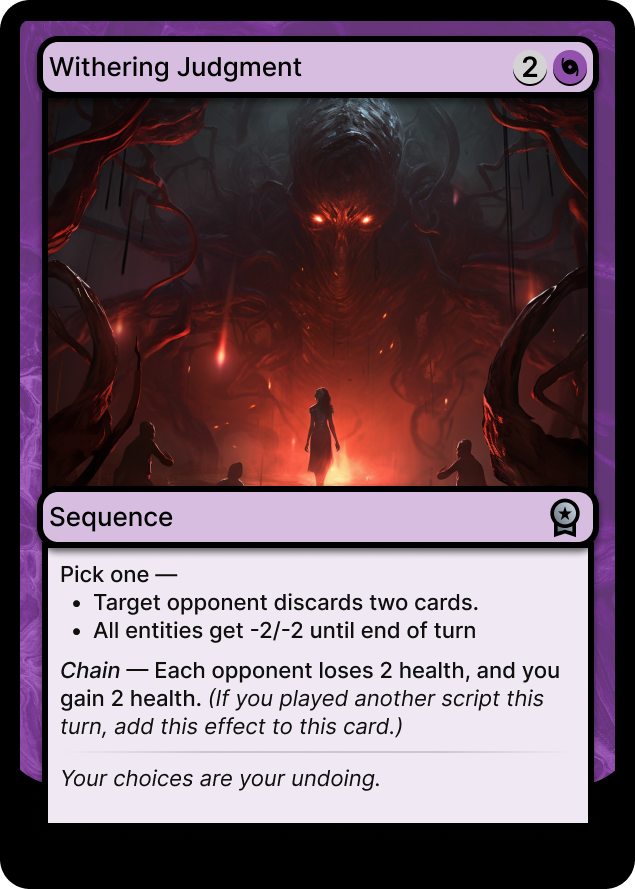 Withering Judgment 2
Sequence
Pick one —
• Target opponent discards two cards.
• All entities get -2/-2 until end of turn
Chain — Each opponent loses 2 health, and you
gain 2 health. (If you played another script this
turn, add this effect to this card.)
Your choices are your undoing.